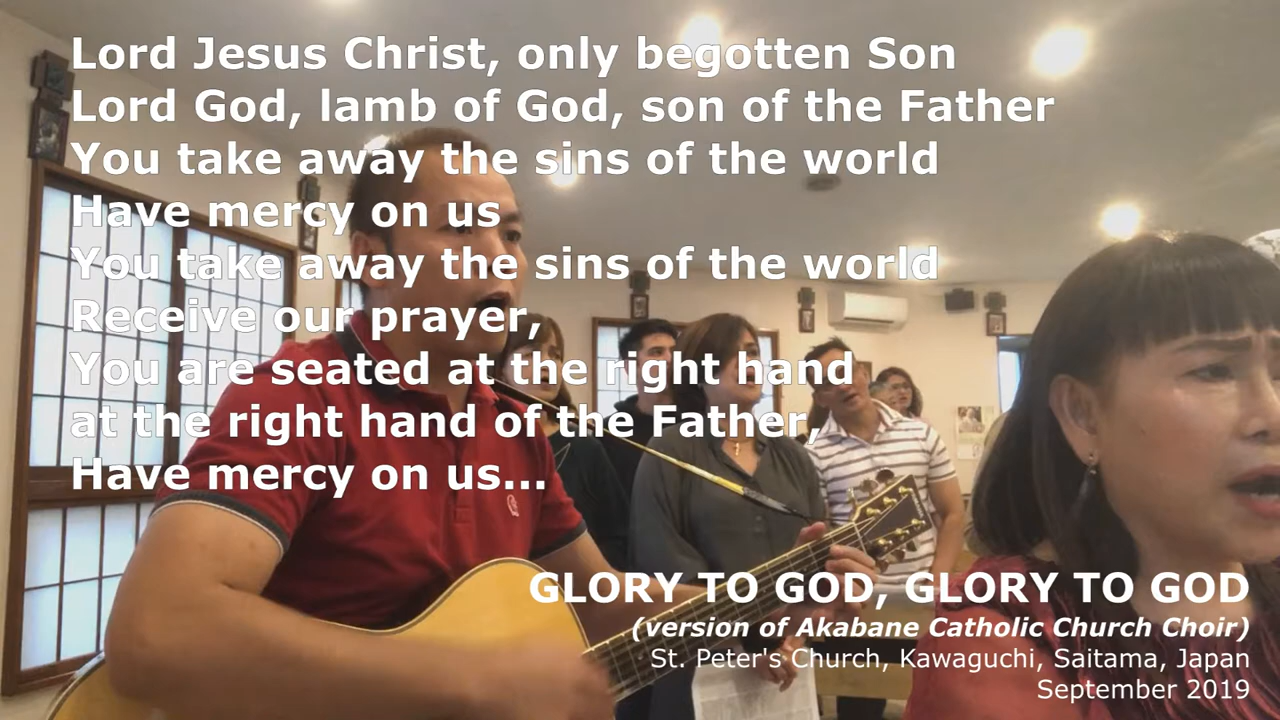 Lord Jesus Christ, only begotten Son
Lord God, lamb of God, son of the Father
You take away the sins of the world
Have mercy on us
You take away the sins of the world
Receive our prayer,
You are seated at the right hand
at the right hand of the Father,
Have mercy on us...
GLORY TO GOD, GLORY TO GOD
(version of Akabane Catholic Church Choir)
St. Peter's Church, Kawaguchi, Saitama, Japan
September 2019